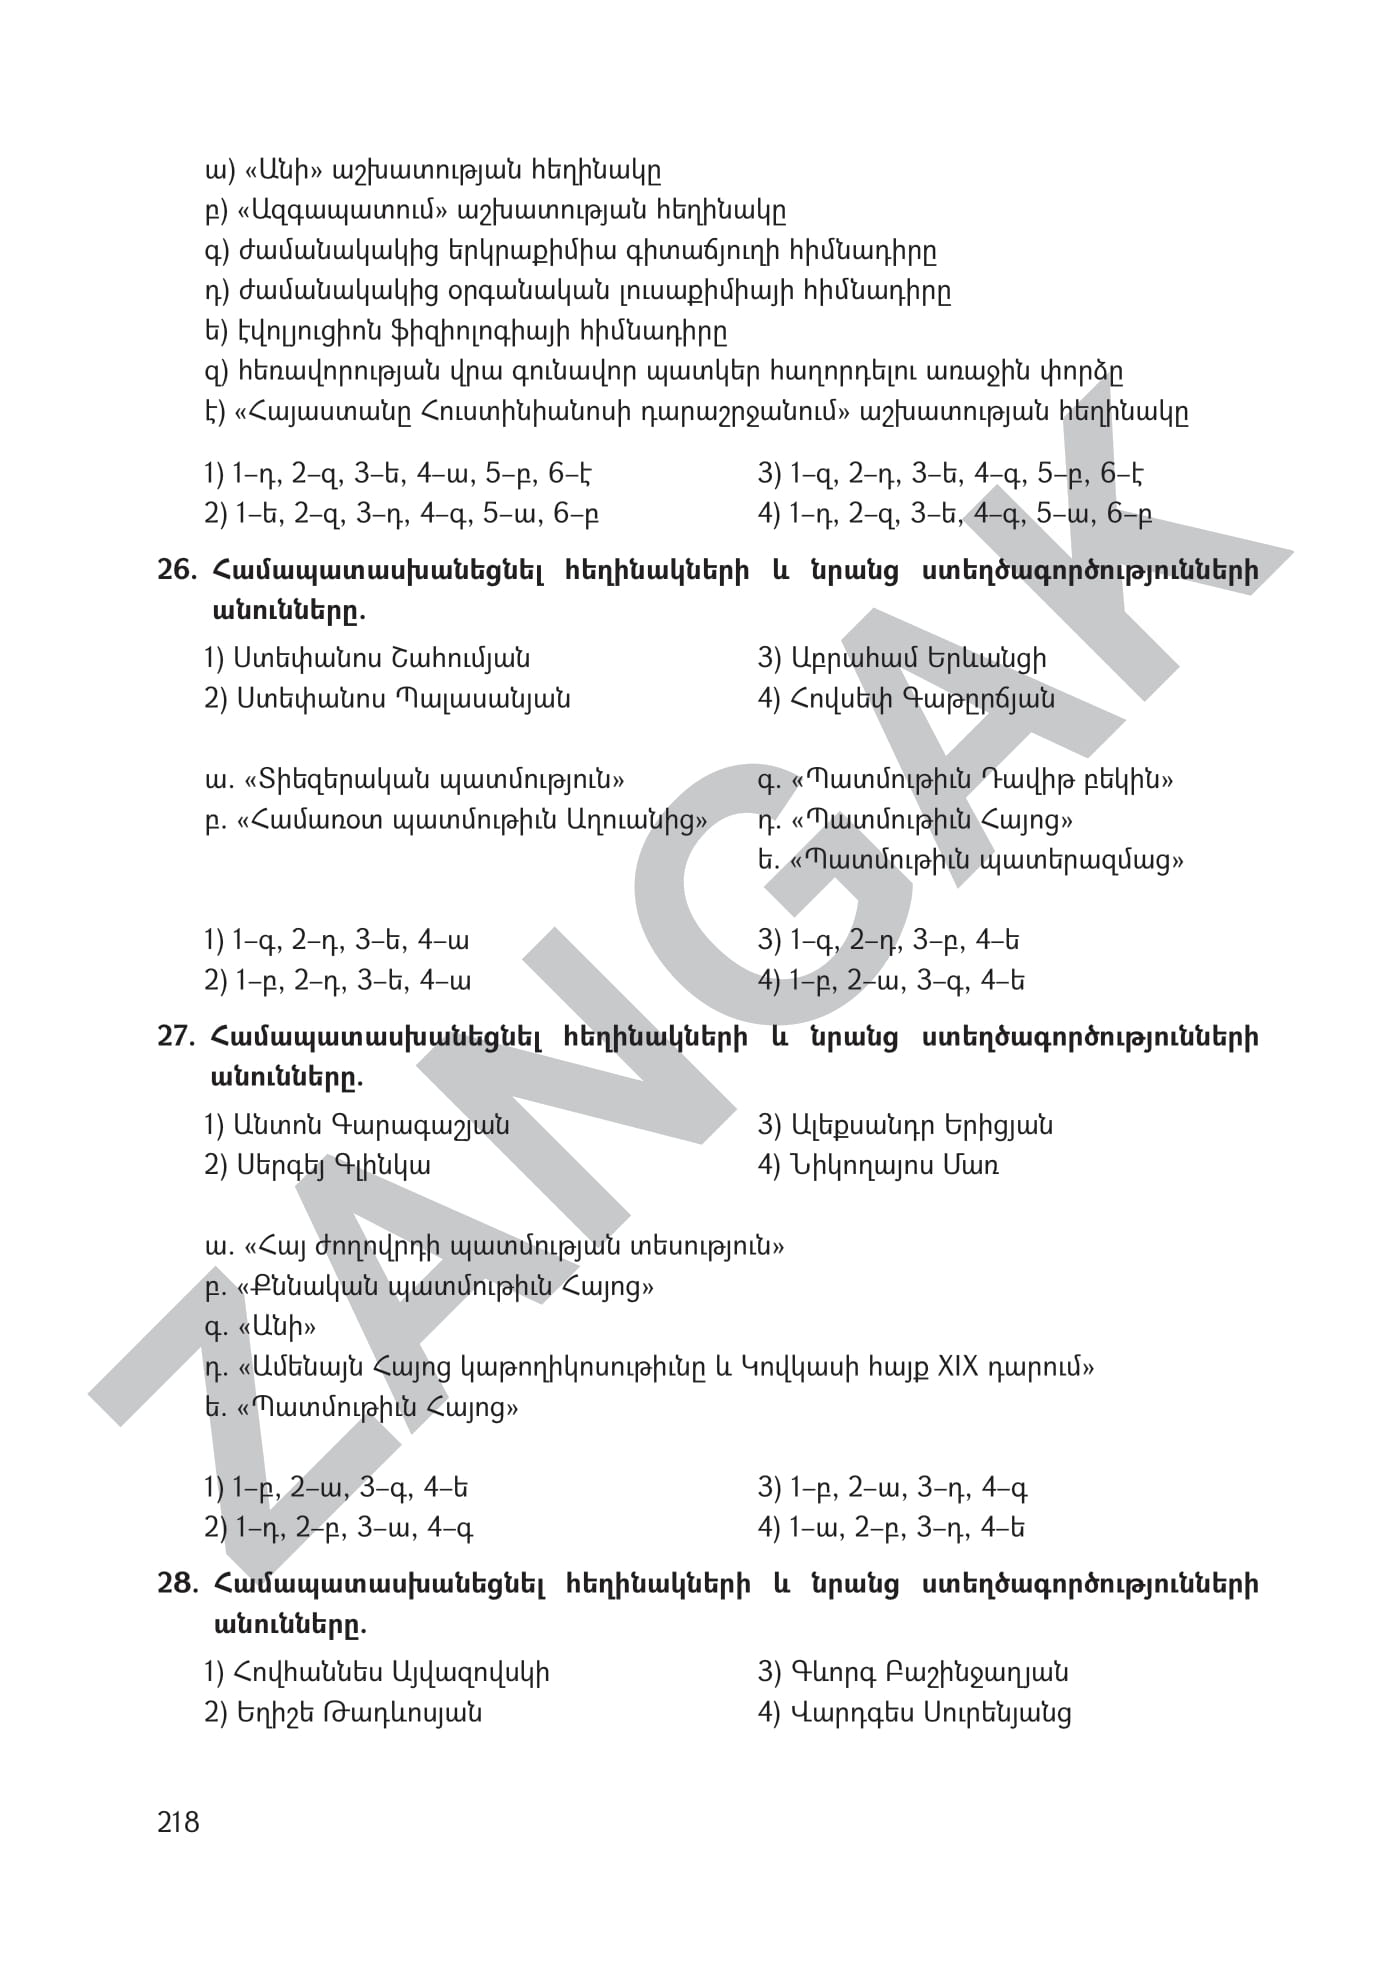 ա) «Անի» աշխատության հեղինակը
բ) «Ազգապատում» աշխատության հեղինակը
գ) ժամանակակից երկրաքիմիա գիտաճյուղի հիմնադիրը
դ) ժամանակակից օրգանական լուսաքիմիայի հիմնադիրը
ե) էվոլյուցիոն ֆիզիոլոգիայի հիմնադիրը
զ) հեռավորության վրա գունավոր պատկեր հաղորդելու առաջին փորձը
է) «Հայաստանը Հուստինիանոսի դարաշրջանում» աշխատության հեղինակը
1) 1–դ, 2–զ, 3–ե, 4–ա, 5–բ, 6–է
3) 1–զ, 2–դ, 3–ե, 4–գ, 5–բ, 6–է
2) 1–ե, 2–զ, 3–դ, 4–գ, 5–ա, 6–բ
4) 1–դ, 2–զ, 3–ե, 4–գ, 5–ա, 6–բ
26. Համապատասխանեցնել հեղինակների և նրանց ստեղծագործությունների
անունները.
1) Ստեփանոս Շահումյան
3) Աբրահամ Երևանցի
2) Ստեփանոս Պալասանյան
4) Հովսեփ Գաթըրճյան
ա. «Տիեզերական պատմություն»
գ. «Պատմութիւն Դավիթ բեկին»
բ. «Համառօտ պատմութիւն Աղուանից»
դ. «Պատմութիւն Հայոց»
ե. «Պատմութիւն պատերազմաց»
1) 1–գ, 2–դ, 3–ե, 4–ա
3) 1–գ, 2–դ, 3–բ, 4–ե
2) 1–բ, 2–դ, 3–ե, 4–ա
4) 1–բ, 2–ա, 3–գ, 4–ե
27. Համապատասխանեցնել հեղինակների և նրանց ստեղծագործությունների
անունները.
1) Անտոն Գարագաշյան
3) Ալեքսանդր Երիցյան
2) Սերգեյ Գլինկա
4) Նիկողայոս Մառ
ա. «Հայ ժողովրդի պատմության տեսություն»
բ. «Քննական պատմութիւն Հայոց»
գ. «Անի»
դ. «Ամենայն Հայոց կաթողիկոսութիւնը և Կովկասի հայք XIX դարում»
ե. «Պատմութիւն Հայոց»
1) 1–բ, 2–ա, 3–գ, 4–ե
3) 1–բ, 2–ա, 3–դ, 4–գ
2) 1–դ, 2–բ, 3–ա, 4–գ
4) 1–ա, 2–բ, 3–դ, 4–ե
28. Համապատասխանեցնել հեղինակների և նրանց ստեղծագործությունների
անունները.
1) Հովհաննես Այվազովսկի
3) Գևորգ Բաշինջաղյան
2) Եղիշե Թադևոսյան
4) Վարդգես Սուրենյանց
218
ZANGAK